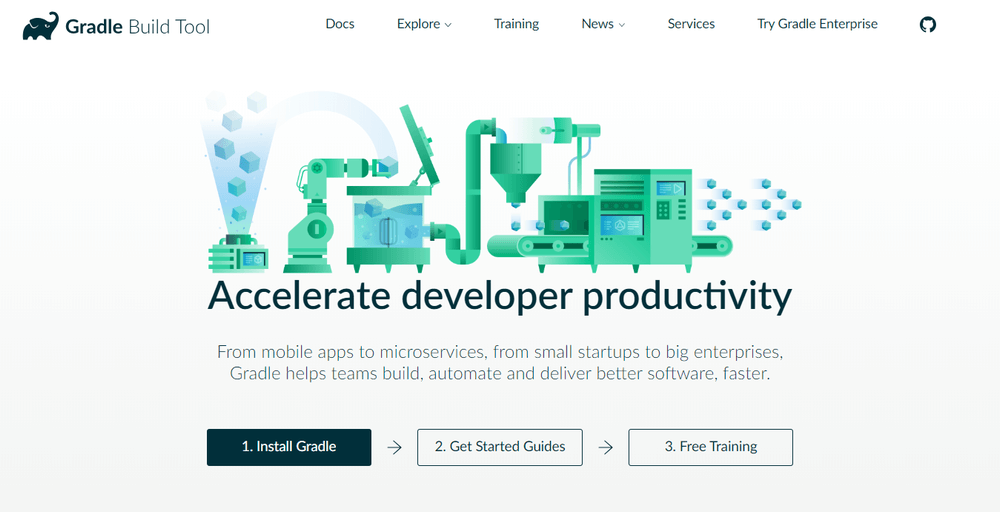 Gradle Build Tool
Docs
Explore
Training
News
Services
Try Gradle Enterprise
Accelerate developer productivity
From mobile apps to microservices, from small startups to big enterprises,
Gradle helps teams build, automate and deliver better software, faster.
1. Install Gradle
2. Get Started Guides
3. Free Training